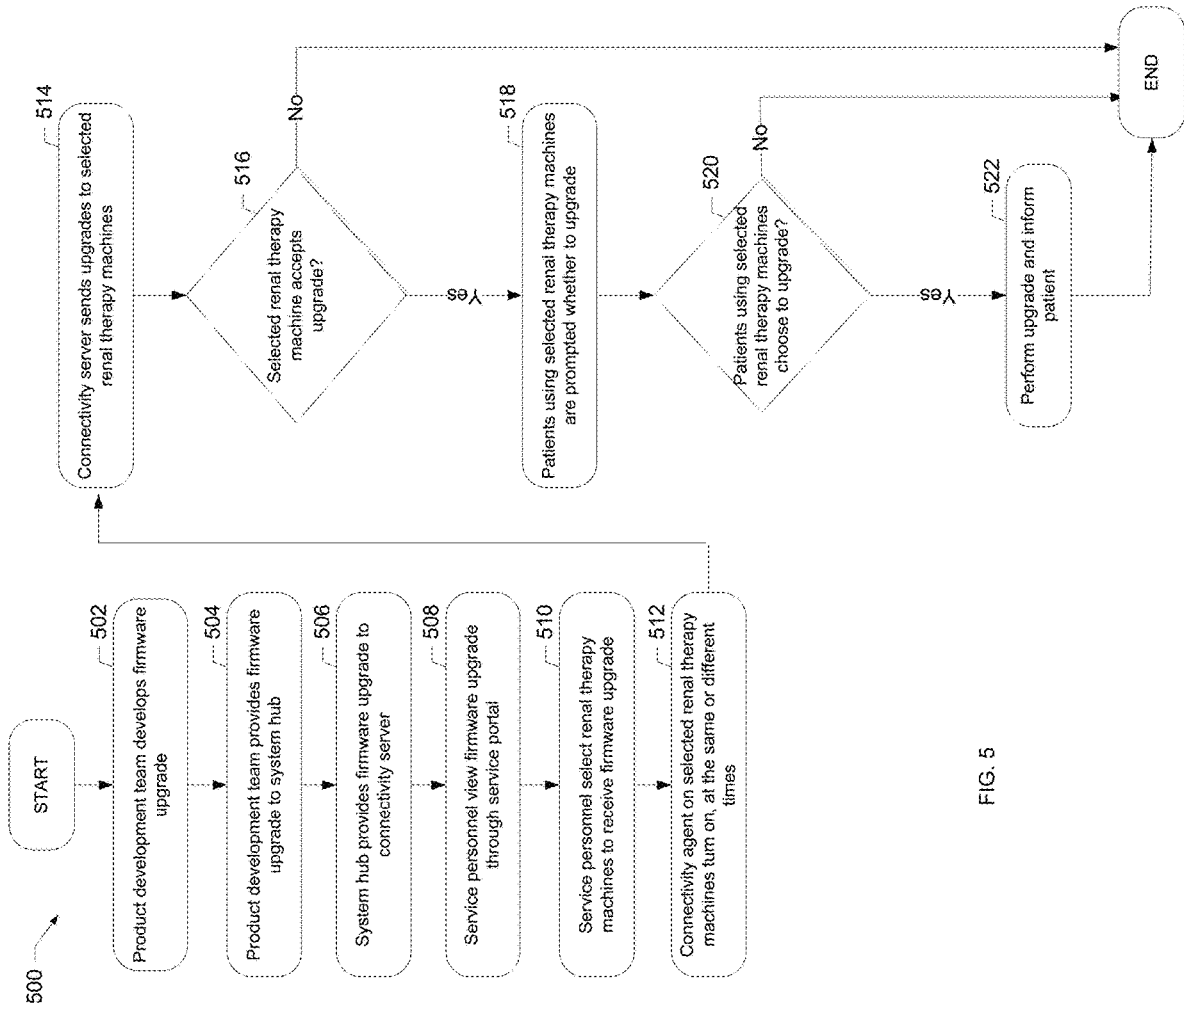 500
START
502
Product development team develops firmware
upgrade
504
Product development team provides firmware
upgrade to system hub
506
System hub provides firmware upgrade to
connectivity server
508
Service personnel view firmware upgrade
through service portal
510
Service personnel select renal therapy
machines to receive firmware upgrade
512
Connectivity agent on selected renal therapy
machines turn on, at the same or different
times
514
Connectivity server sends upgrades to selected
renal therapy machines
516
Selected renal therapy
machine accepts
upgrade?
No
Yes
518
Patients using selected renal therapy machines
are prompted whether to upgrade
520
Patients using selected
renal therapy machines
choose to upgrade?
No
Yes
522
Perform upgrade and inform
patient
END
FIG. 5